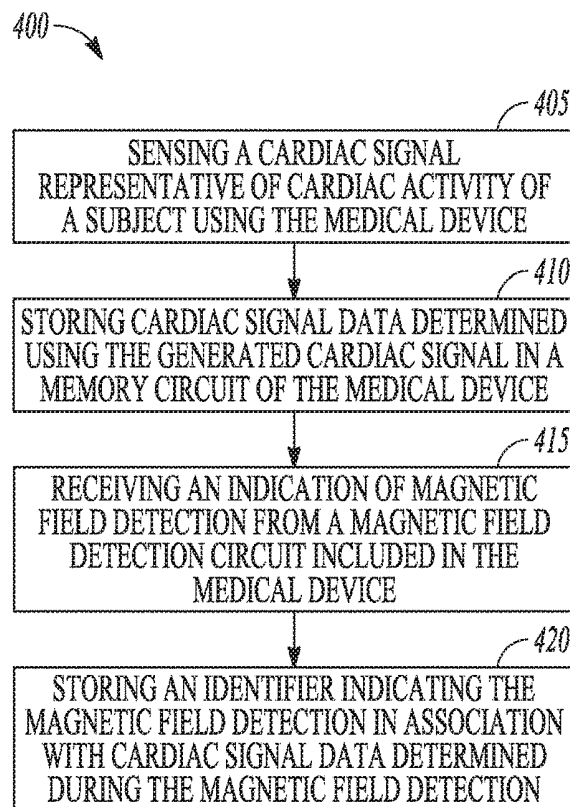 400
405
SENSING A CARDIAC SIGNAL
REPRESENTATIVE OF CARDIAC ACTIVITY OF
A SUBJECT USING THE MEDICAL DEVICE
410
STORING CARDIAC SIGNAL DATA DETERMINED
USING THE GENERATED CARDIAC SIGNAL IN A
MEMORY CIRCUIT OF THE MEDICAL DEVICE
415
RECEIVING AN INDICATION OF MAGNETIC
FIELD DETECTION FROM A MAGNETIC FIELD
DETECTION CIRCUIT INCLUDED IN THE
MEDICAL DEVICE
420
STORING AN IDENTIFIER INDICATING THE
MAGNETIC FIELD DETECTION IN ASSOCIATION
WITH CARDIAC SIGNAL DATA DETERMINED
DURING THE MAGNETIC FIELD DETECTION